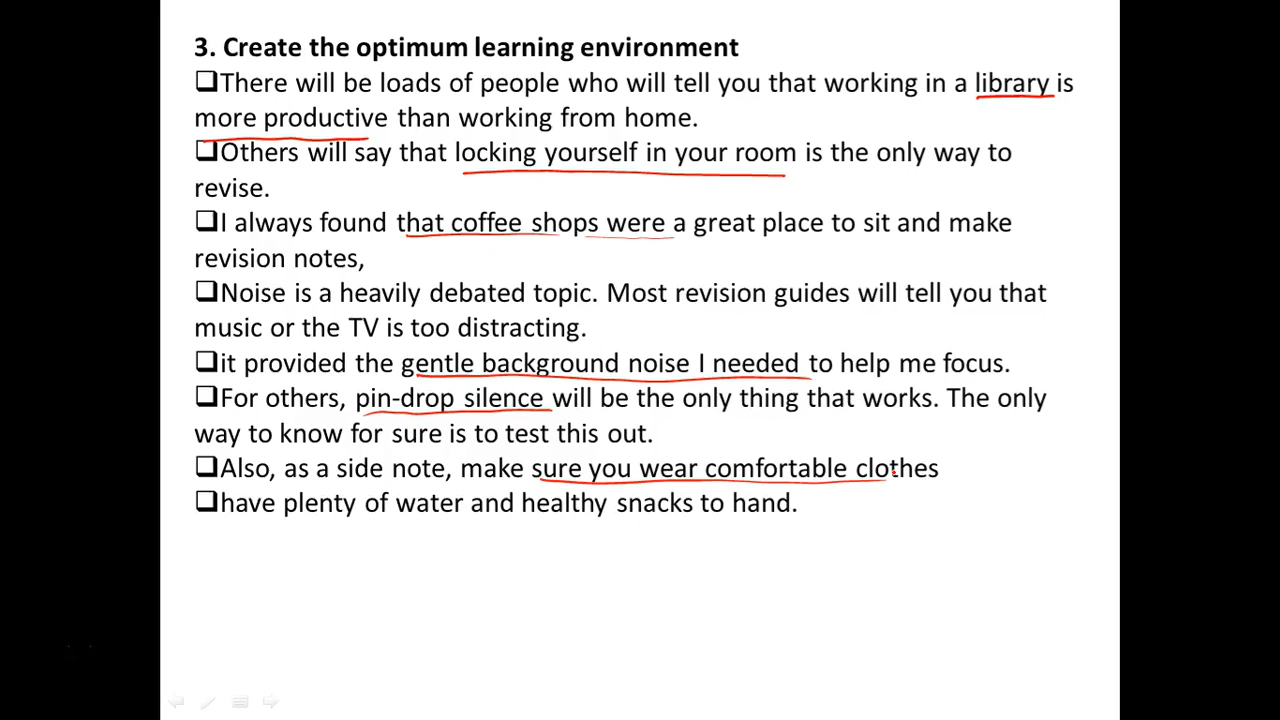 3. Create the optimum learning environment
❑There will be loads of people who will tell you that working in a library is
more productive than working from home.
❑Others will say that locking yourself in your room is the only way to
revise.
❑I always found that coffee shops were a great place to sit and make
revision notes,
❑Noise is a heavily debated topic. Most revision guides will tell you that
music or the TV is too distracting.
❑it provided the gentle background noise I needed to help me focus.
❑For others, pin-drop silence will be the only thing that works. The only
way to know for sure is to test this out.
❑Also, as a side note, make sure you wear comfortable clothes
❑have plenty of water and healthy snacks to hand.